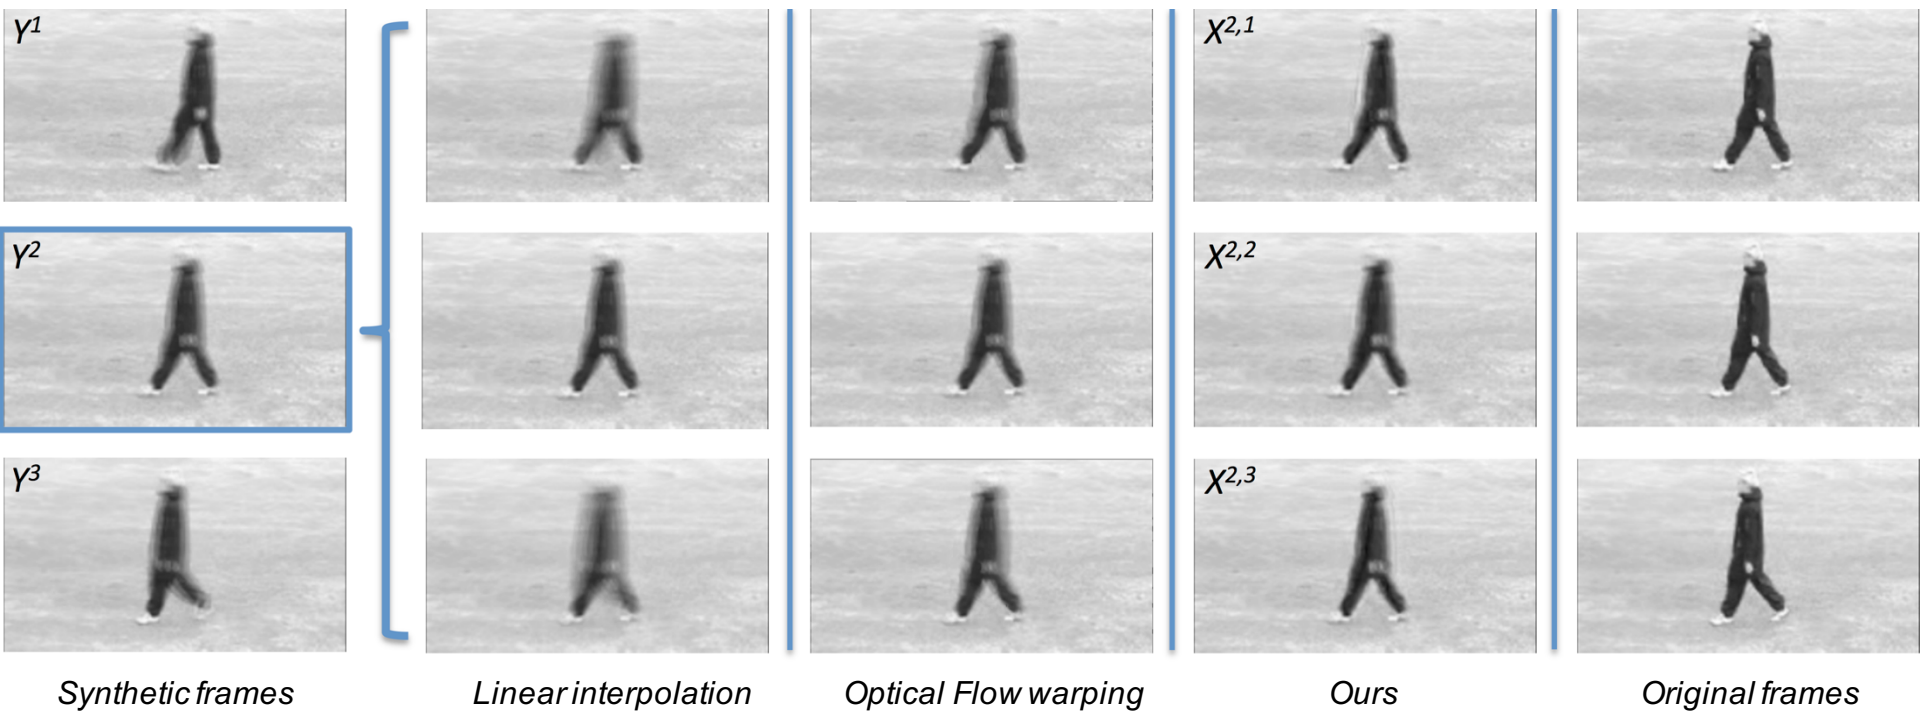 Y1
X2,1
Y2
X2,2
Y3
X2,3
Synthetic frames
Linear interpolation
Optical Flow warping
Ours
Original frames